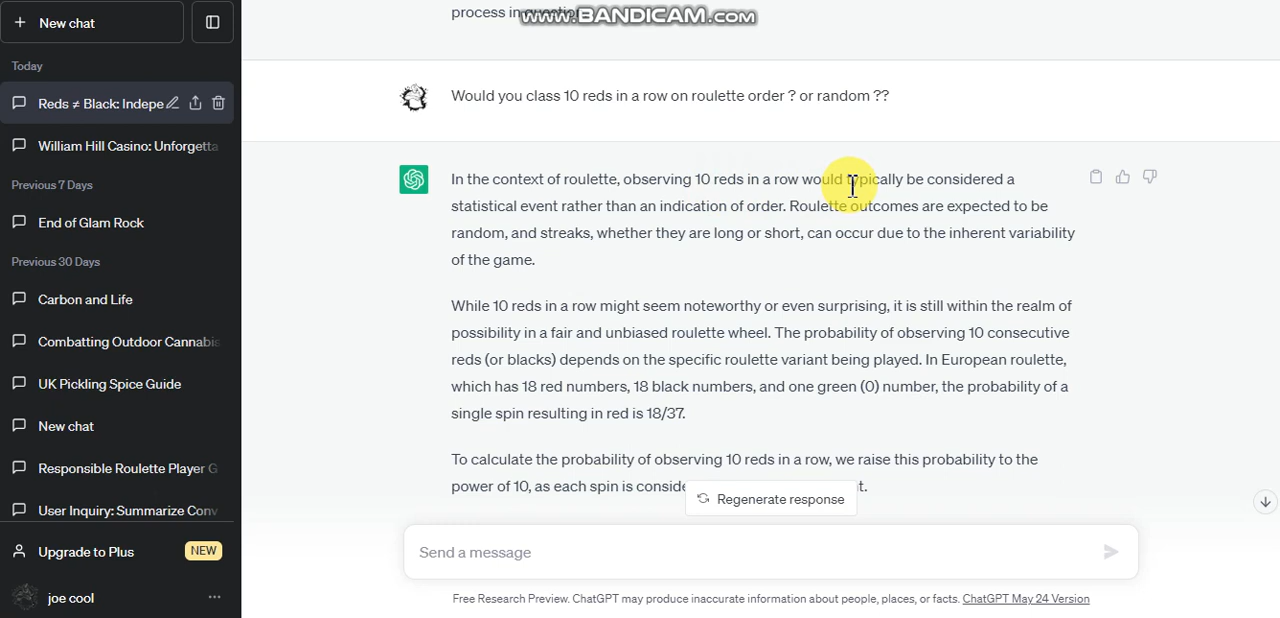 New chat
Today
Reds ≠ Black: Indepe
William Hill Casino: Unforgetta
Previous 7 Days
End of Glam Rock
Previous 30 Days
Carbon and Life
Combatting Outdoor Cannabis
UK Pickling Spice Guide
New chat
Responsible Roulette Player G
User Inquiry: Summarize Conv
Upgrade to Plus NEW
joe cool
www.BANDICAM.com
process in question.
Would you class 10 reds in a row on roulette order ? or random ??
In the context of roulette, observing 10 reds in a row would typically be considered a
statistical event rather than an indication of order. Roulette outcomes are expected to be
random, and streaks, whether they are long or short, can occur due to the inherent variability
of the game.
While 10 reds in a row might seem noteworthy or even surprising, it is still within the realm of
possibility in a fair and unbiased roulette wheel. The probability of observing 10 consecutive
reds (or blacks) depends on the specific roulette variant being played. In European roulette,
which has 18 red numbers, 18 black numbers, and one green (0) number, the probability of a
single spin resulting in red is 18/37.
To calculate the probability of observing 10 reds in a row, we raise this probability to the
power of 10, as each spin is conside t.
Regenerate response
Send a message
Free Research Preview. ChatGPT may produce inaccurate information about people, places, or facts. ChatGPT May 24 Version